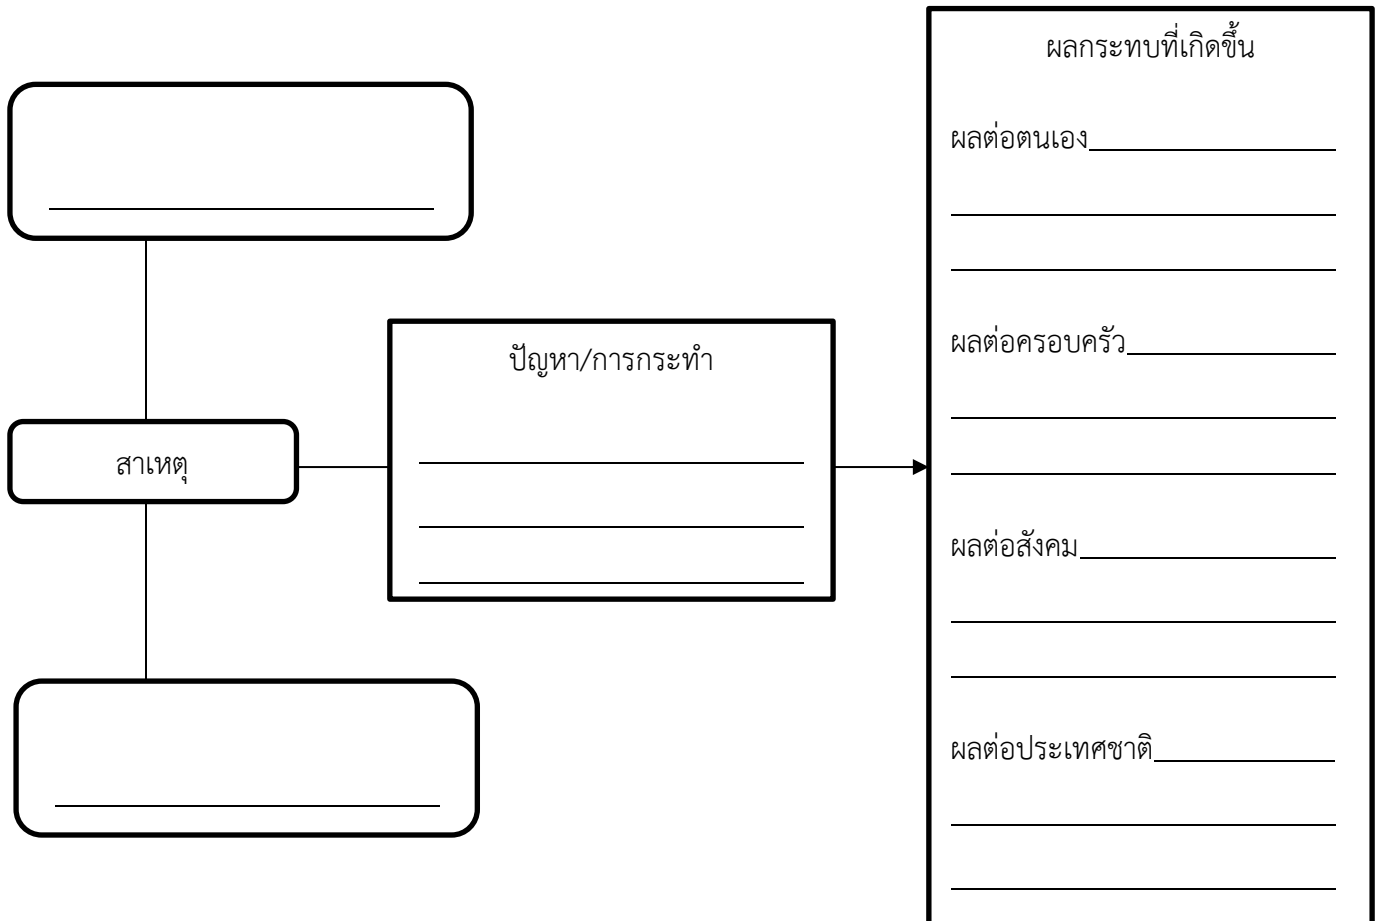 ผลกระทบที่เกิดขึ้น
ผลต่อตนเอง
ผลต่อครอบครัว
ปัญหา/การกระทำ
สาเหตุ
ผลต่อสังคม
ผลต่อประเทศชาติ